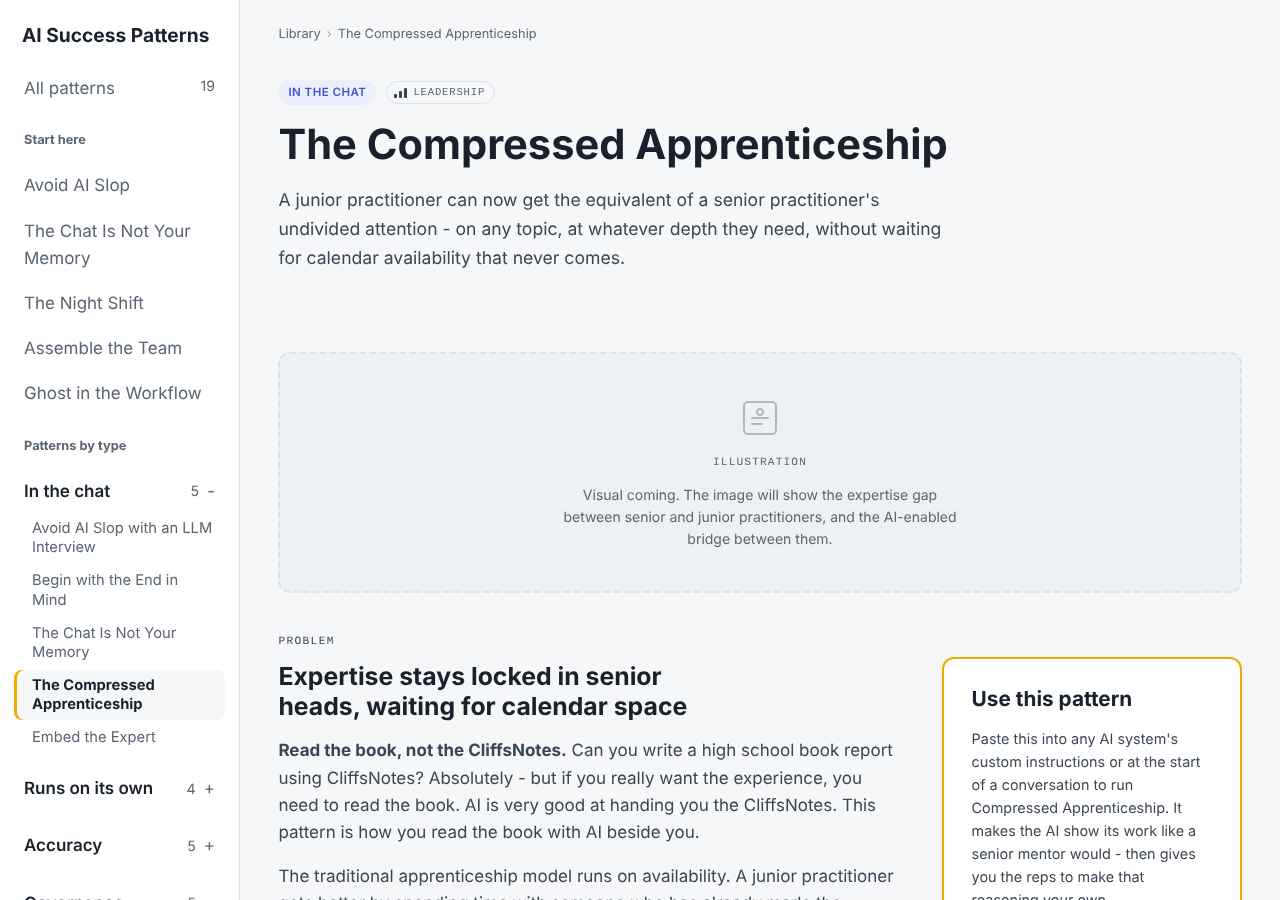 AI Success Patterns
All patterns 19
Start here
Avoid AI Slop
The Chat Is Not Your
Memory
The Night Shift
Assemble the Team
Ghost in the Workflow
Patterns by type
In the chat 5 -
Avoid AI Slop with an LLM
Interview
Begin with the End in
Mind
The Chat Is Not Your
Memory
The Compressed
Apprenticeship
Embed the Expert
Runs on its own 4 +
Accuracy 5 +
Library › The Compressed Apprenticeship
IN THE CHAT
LEADERSHIP
The Compressed Apprenticeship
A junior practitioner can now get the equivalent of a senior practitioner's
undivided attention - on any topic, at whatever depth they need, without waiting
for calendar availability that never comes.
ILLUSTRATION
Visual coming. The image will show the expertise gap
between senior and junior practitioners, and the AI-enabled
bridge between them.
PROBLEM
Expertise stays locked in senior
heads, waiting for calendar space
Read the book, not the CliffsNotes. Can you write a high school book report
using CliffsNotes? Absolutely - but if you really want the experience, you
need to read the book. AI is very good at handing you the CliffsNotes. This
pattern is how you read the book with AI beside you.
The traditional apprenticeship model runs on availability. A junior practitioner
Use this pattern
Paste this into any AI system's
custom instructions or at the start
of a conversation to run
Compressed Apprenticeship. It
makes the AI show its work like a
senior mentor would - then gives
you the reps to make that
reasoning your own